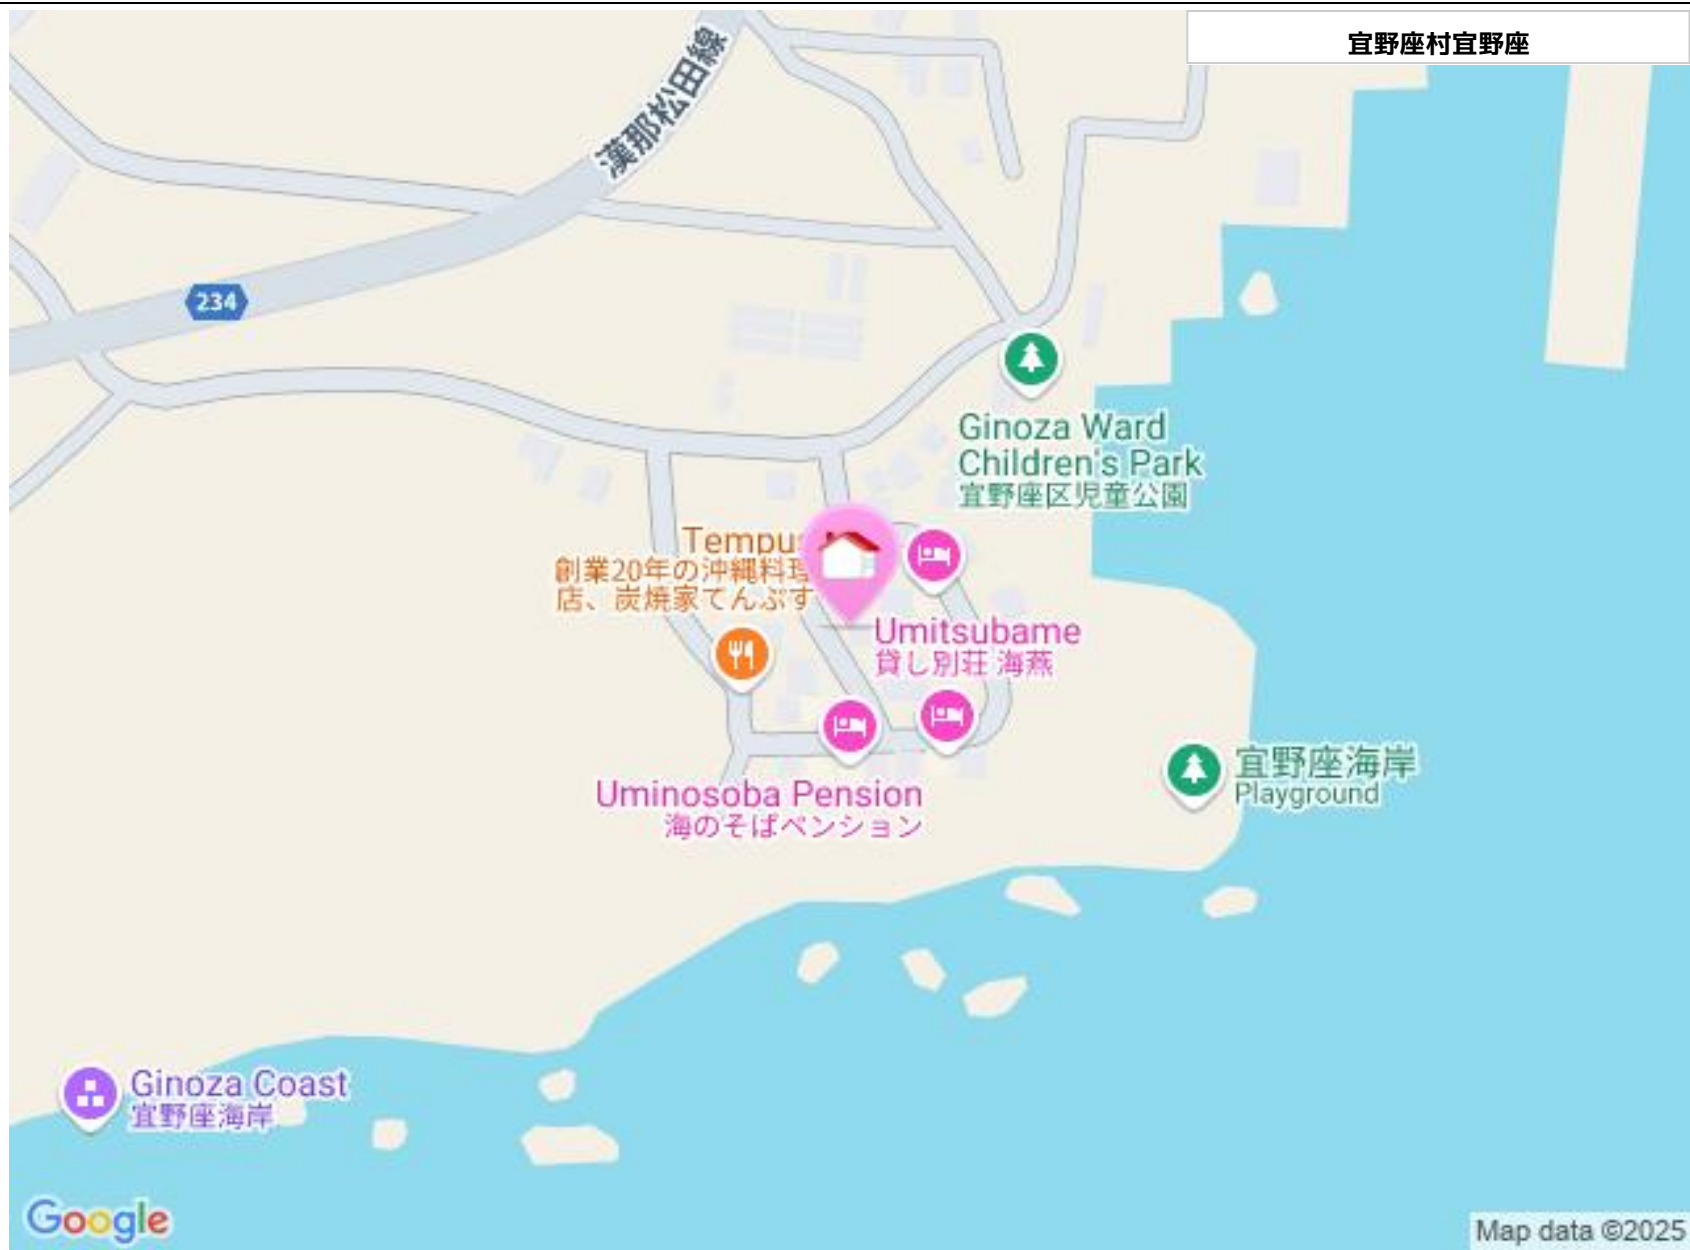 宜野座村宜野座
漢那松田線
234
Ginoza Ward
Children's Park
宜野座区児童公園
Tempus
創業20年の沖縄料理
店、炭焼家てんぷす
Umitsubame
貸し別荘 海燕
Uminosoba Pension
海のそばペンション
宜野座海岸
Playground
Ginoza Coast
宜野座海岸
Google
Map data ©2025